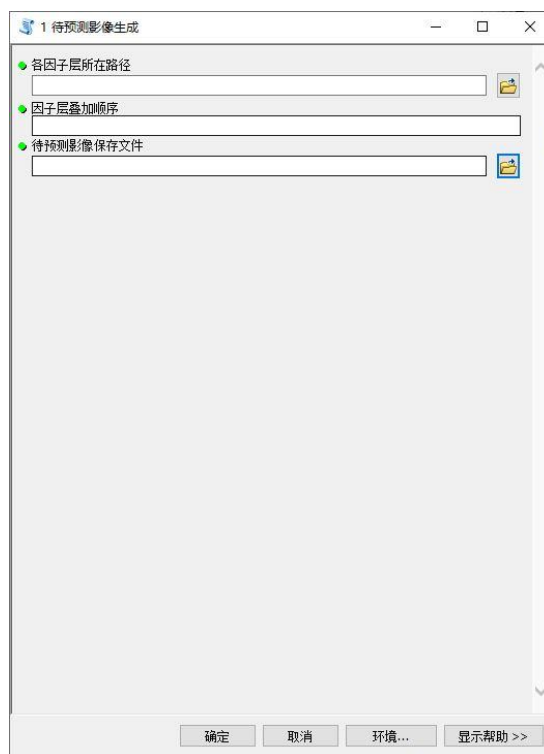 1 待预测影像生成
各因子层所在路径
因子层叠加顺序
待预测影像保存文件
确定 取消 环境... 显示帮助 >>